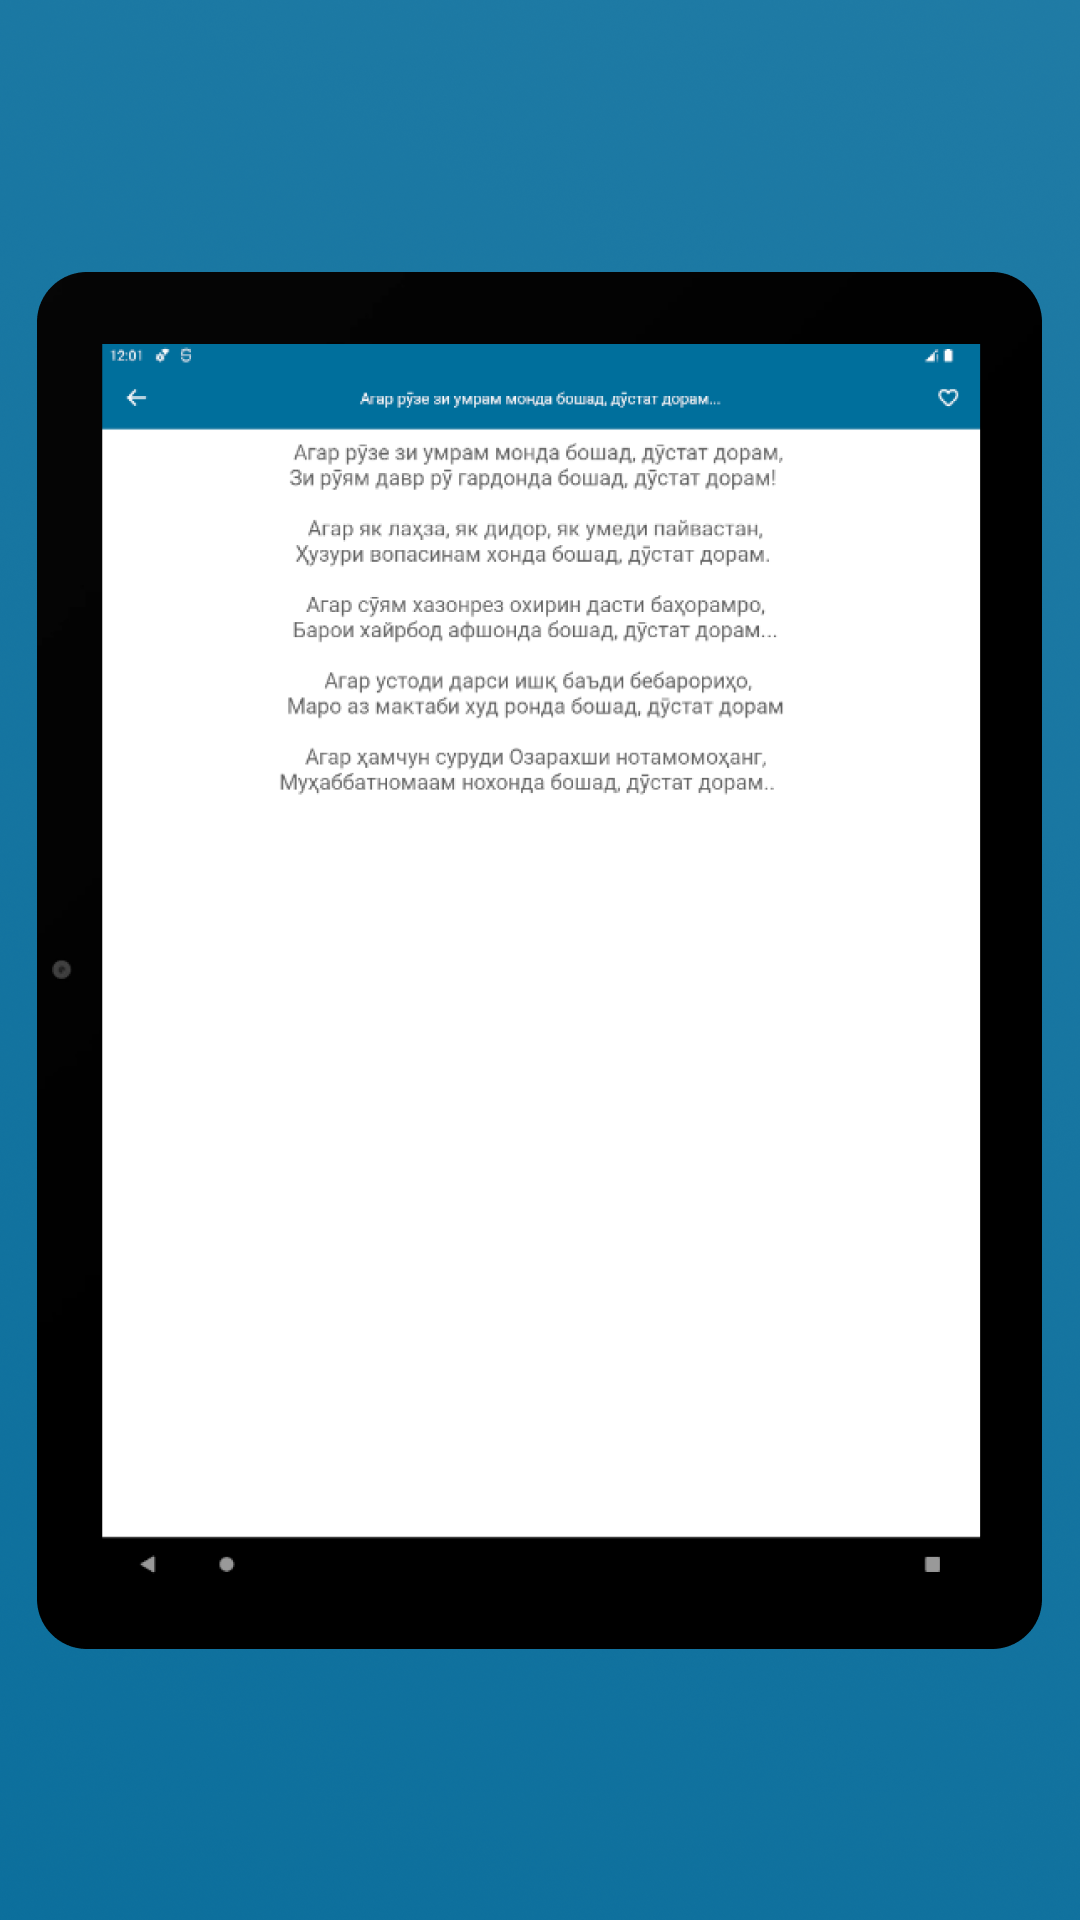 12:01
Агар рӯзе зи умрам монда бошад, дӯстат дорам...
Агар рӯзе зи умрам монда бошад, дӯстат дорам,
Зи рӯям давр рӯ гардонда бошад, дӯстат дорам!
Агар як лаҳза, як дидор, як умеди пайвастан,
Ҳузури вопасинам хонда бошад, дӯстат дорам.
Агар сӯям хазонрез охирин дасти баҳорамро,
Барои хайрбод афшонда бошад, дӯстат дорам...
Агар устоди дарси ишқ баъди бебарориҳо,
Маро аз мактаби худ ронда бошад, дӯстат дорам
Агар ҳамчун суруди Озарахши нотамомоҳанг,
Муҳаббатномаам нохонда бошад, дӯстат дорам..